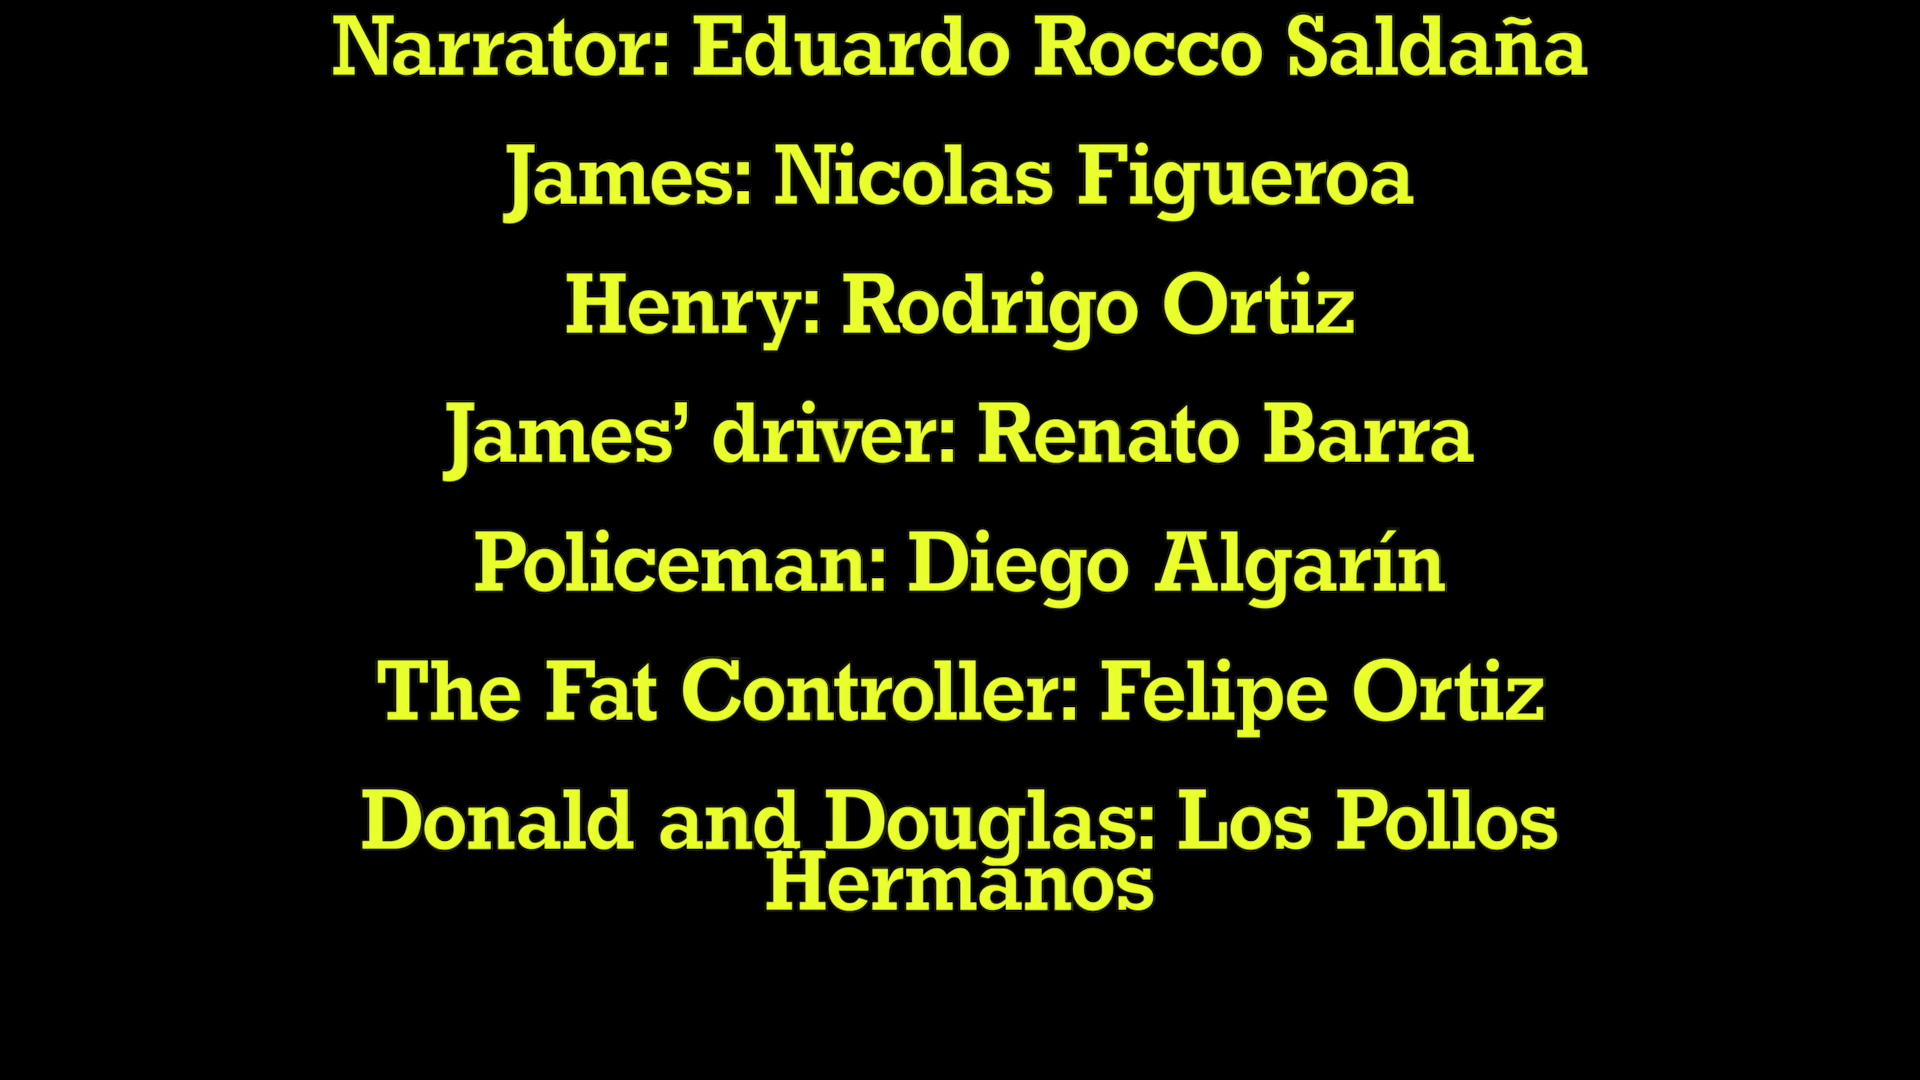 Narrator: Eduardo Rocco Saldaña
James: Nicolas Figueroa
Henry: Rodrigo Ortiz
James’ driver: Renato Barra
Policeman: Diego Algarín
The Fat Controller: Felipe Ortiz
Donald and Douglas: Los Pollos
Hermanos